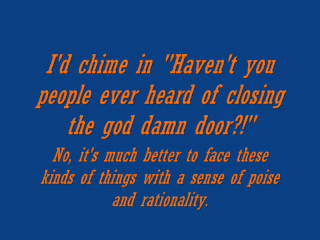 I'd chime in "Haven't you
people ever heard of closing
the god damn door?!"
No, it's much better to face these
kinds of things with a sense of poise
and rationality.